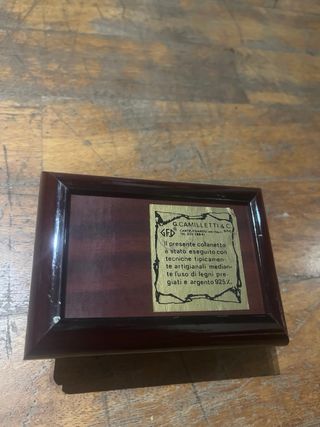 GFD®
G.CAMILLETTI & C.
Il presente cofanetto
è stato eseguito con
tecniche tipicamen-
te artigianali median-
te l'uso di legni pre-
giati e argento 925‰.